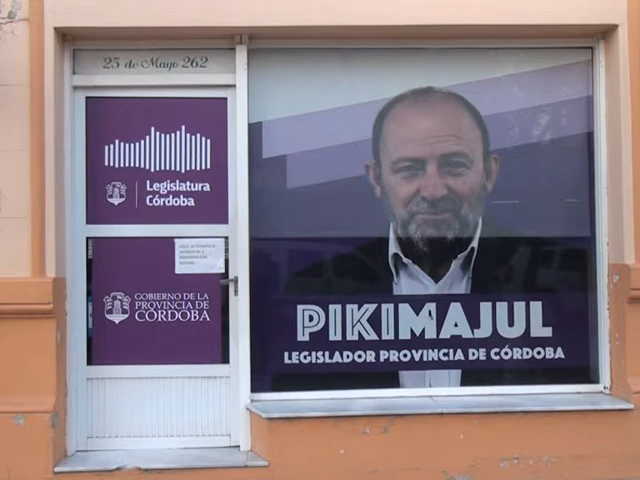 25 de Mayo 262
Legislatura
Córdoba
GOBIERNO DE LA
PROVINCIA DE
CÓRDOBA
PIKIMAJUL
LEGISLADOR PROVINCIA DE CÓRDOBA